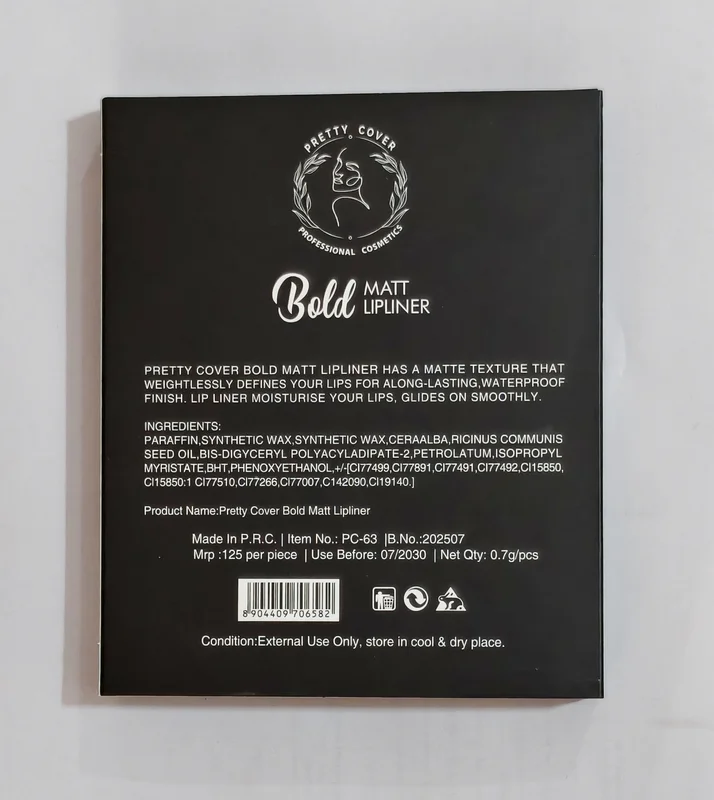 PRETTY COVER
PROFESSIONAL COSMETICS
Bold MATT
LIPLINER
PRETTY COVER BOLD MATT LIPLINER HAS A MATTE TEXTURE THAT
WEIGHTLESSLY DEFINES YOUR LIPS FOR ALONG-LASTING,WATERPROOF
FINISH. LIP LINER MOISTURISE YOUR LIPS, GLIDES ON SMOOTHLY.
INGREDIENTS:
PARAFFIN,SYNTHETIC WAX,SYNTHETIC WAX,CERAALBA,RICINUS COMMUNIS
SEED OIL,BIS-DIGYCERYL POLYACYLADIPATE-2,PETROLATUM,ISOPROPYL
MYRISTATE,BHT,PHENOXYETHANOL,+/-[CI77499,CI77891,CI77491,CI77492,CI15850,
CI15850:1 CI77510,CI77266,CI77007,C142090,CI19140.]
Product Name:Pretty Cover Bold Matt Lipliner
Made In P.R.C. | Item No.: PC-63 |B.No.:202507
Mrp :125 per piece | Use Before: 07/2030 | Net Qty: 0.7g/pcs
8 904409 706582
Condition:External Use Only, store in cool & dry place.